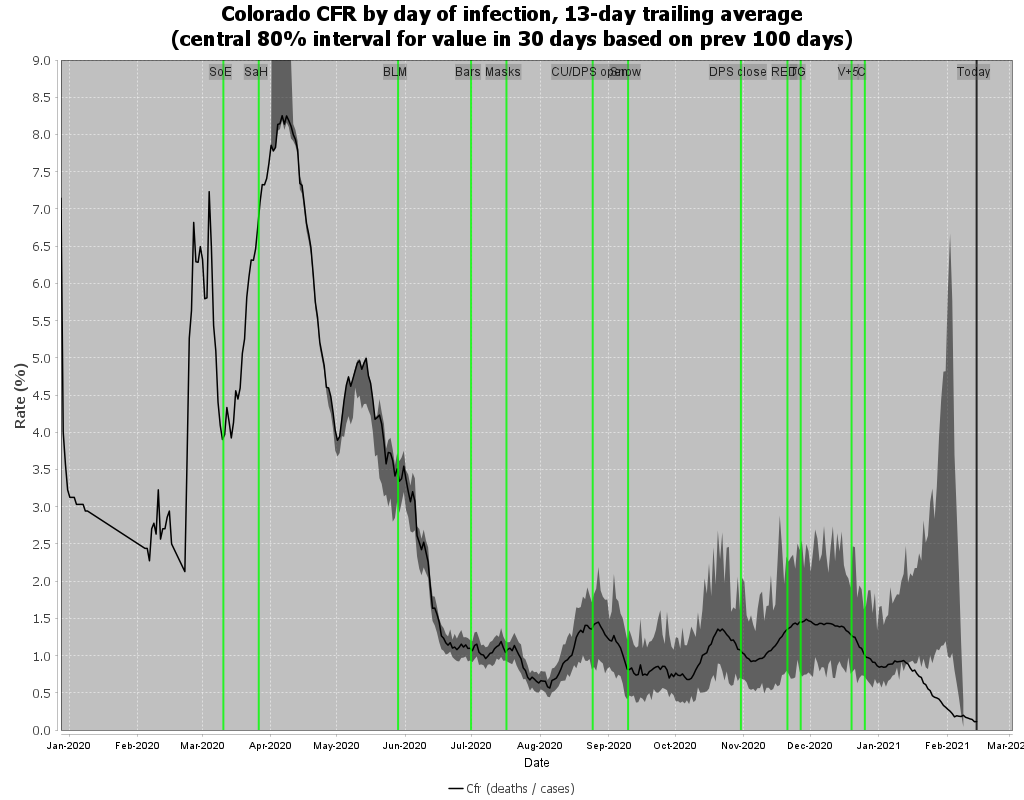 Colorado CFR by day of infection, 13-day trailing average
(central 80% interval for value in 30 days based on prev 100 days)
SoE SaH BLM Bars Masks CU/DPS open Snow DPS close RED TG V+5 C Today
9.0
8.5
8.0
7.5
7.0
6.5
6.0
5.5
5.0
4.5
4.0
3.5
3.0
2.5
2.0
1.5
1.0
0.5
0.0
Rate (%)
Jan-2020 Feb-2020 Mar-2020 Apr-2020 May-2020 Jun-2020 Jul-2020 Aug-2020 Sep-2020 Oct-2020 Nov-2020 Dec-2020 Jan-2021 Feb-2021 Mar-202
Date
Cfr (deaths / cases)